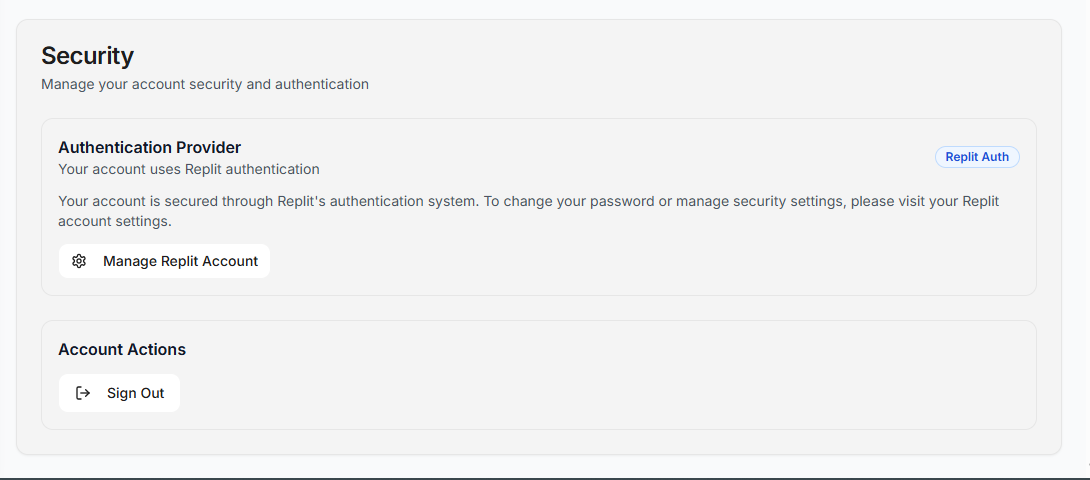 Security
Manage your account security and authentication
Authentication Provider
Your account uses Replit authentication
Replit Auth
Your account is secured through Replit's authentication system. To change your password or manage security settings, please visit your Replit
account settings.
Manage Replit Account
Account Actions
Sign Out